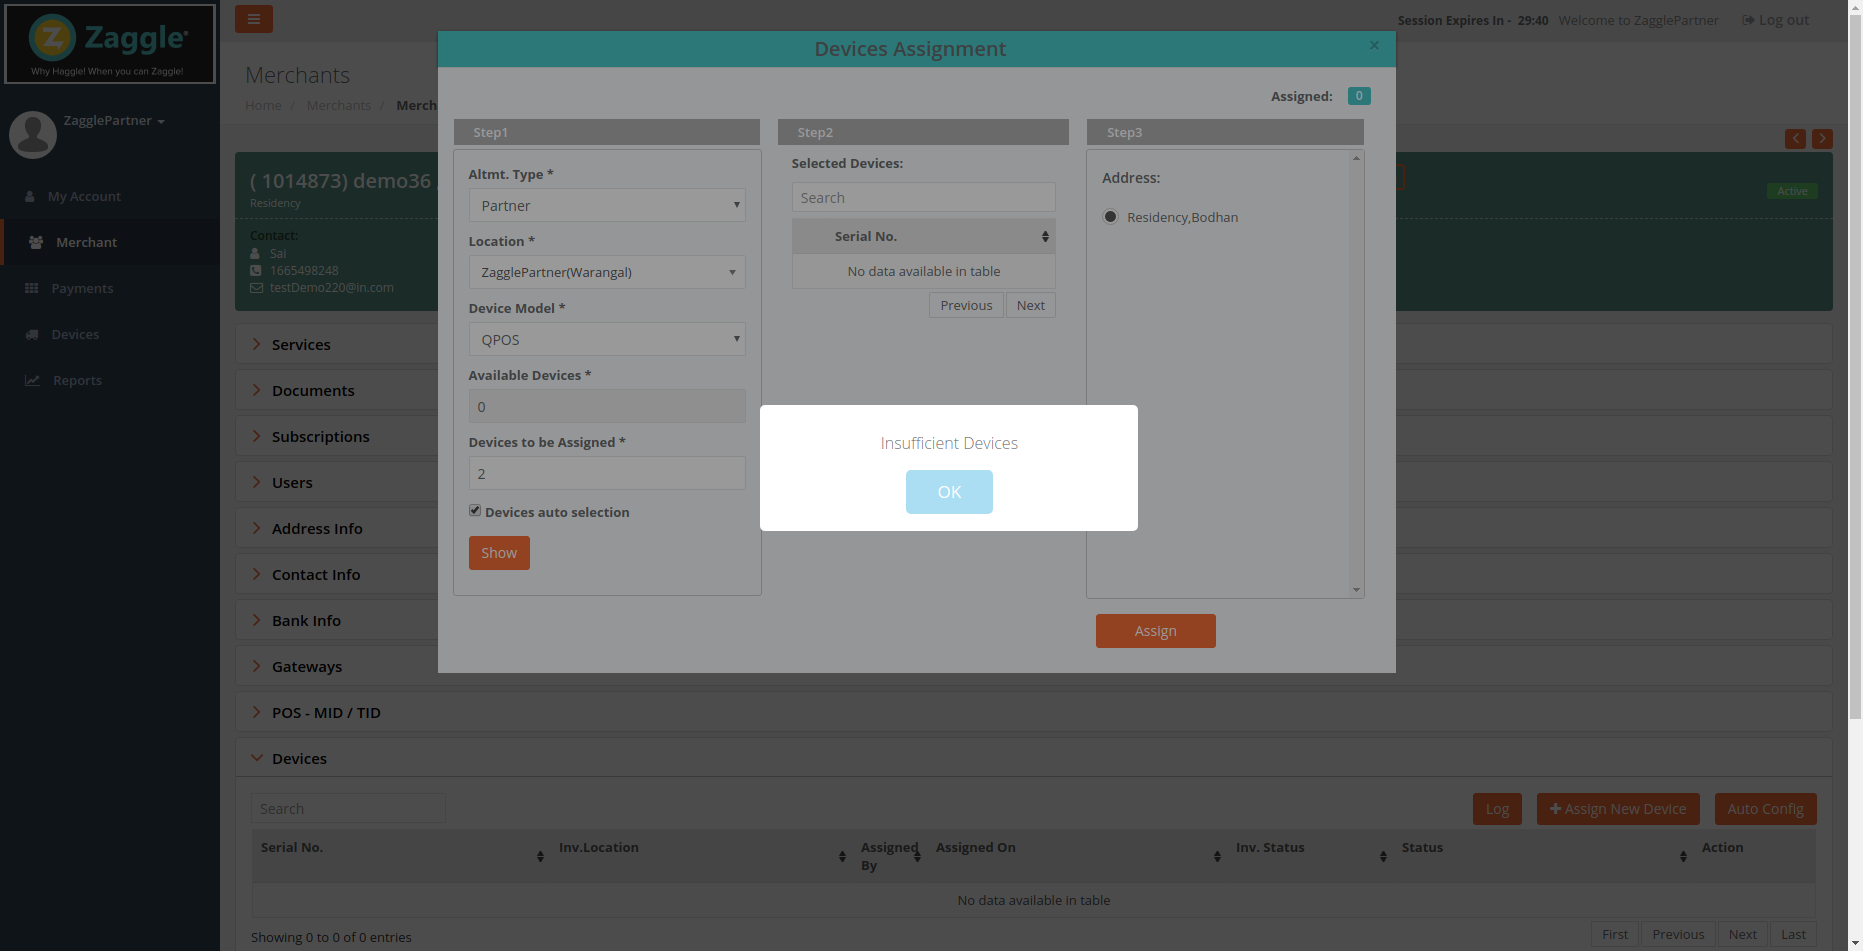 Zaggle®
Why Haggle! When you can Zaggle!
ZagglePartner
My Account
Merchant
Payments
Devices
Reports
Session Expires In - 29:40 Welcome to ZagglePartner Log out
Merchants
Home / Merchants / Merch
( 1014873) demo36
Residency
Active
Contact:
Sai
1665498248
testDemo220@in.com
Services
Documents
Subscriptions
Users
Address Info
Contact Info
Bank Info
Gateways
POS - MID / TID
Devices
Search
Log
Assign New Device
Auto Config
Serial No. Inv.Location Assigned By Assigned On Inv. Status Status Action
No data available in table
Showing 0 to 0 of 0 entries
First Previous Next Last
Devices Assignment
×
Assigned: 0
Step1
Altmt. Type *
Partner
Location *
ZagglePartner(Warangal)
Device Model *
QPOS
Available Devices *
0
Devices to be Assigned *
2
Devices auto selection
Show
Step2
Selected Devices:
Search
Serial No.
No data available in table
Previous Next
Step3
Address:
Residency,Bodhan
Assign
Insufficient Devices
OK